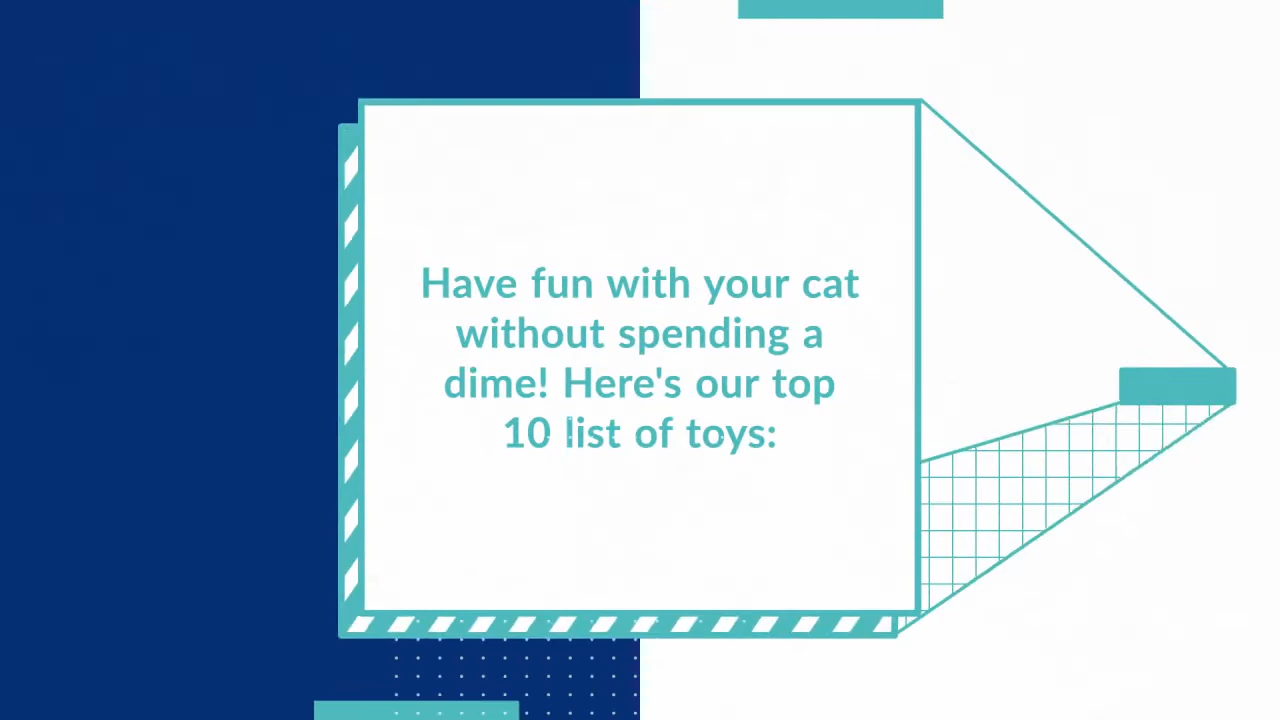 Have fun with your cat
without spending a
dime! Here's our top
10 list of toys: